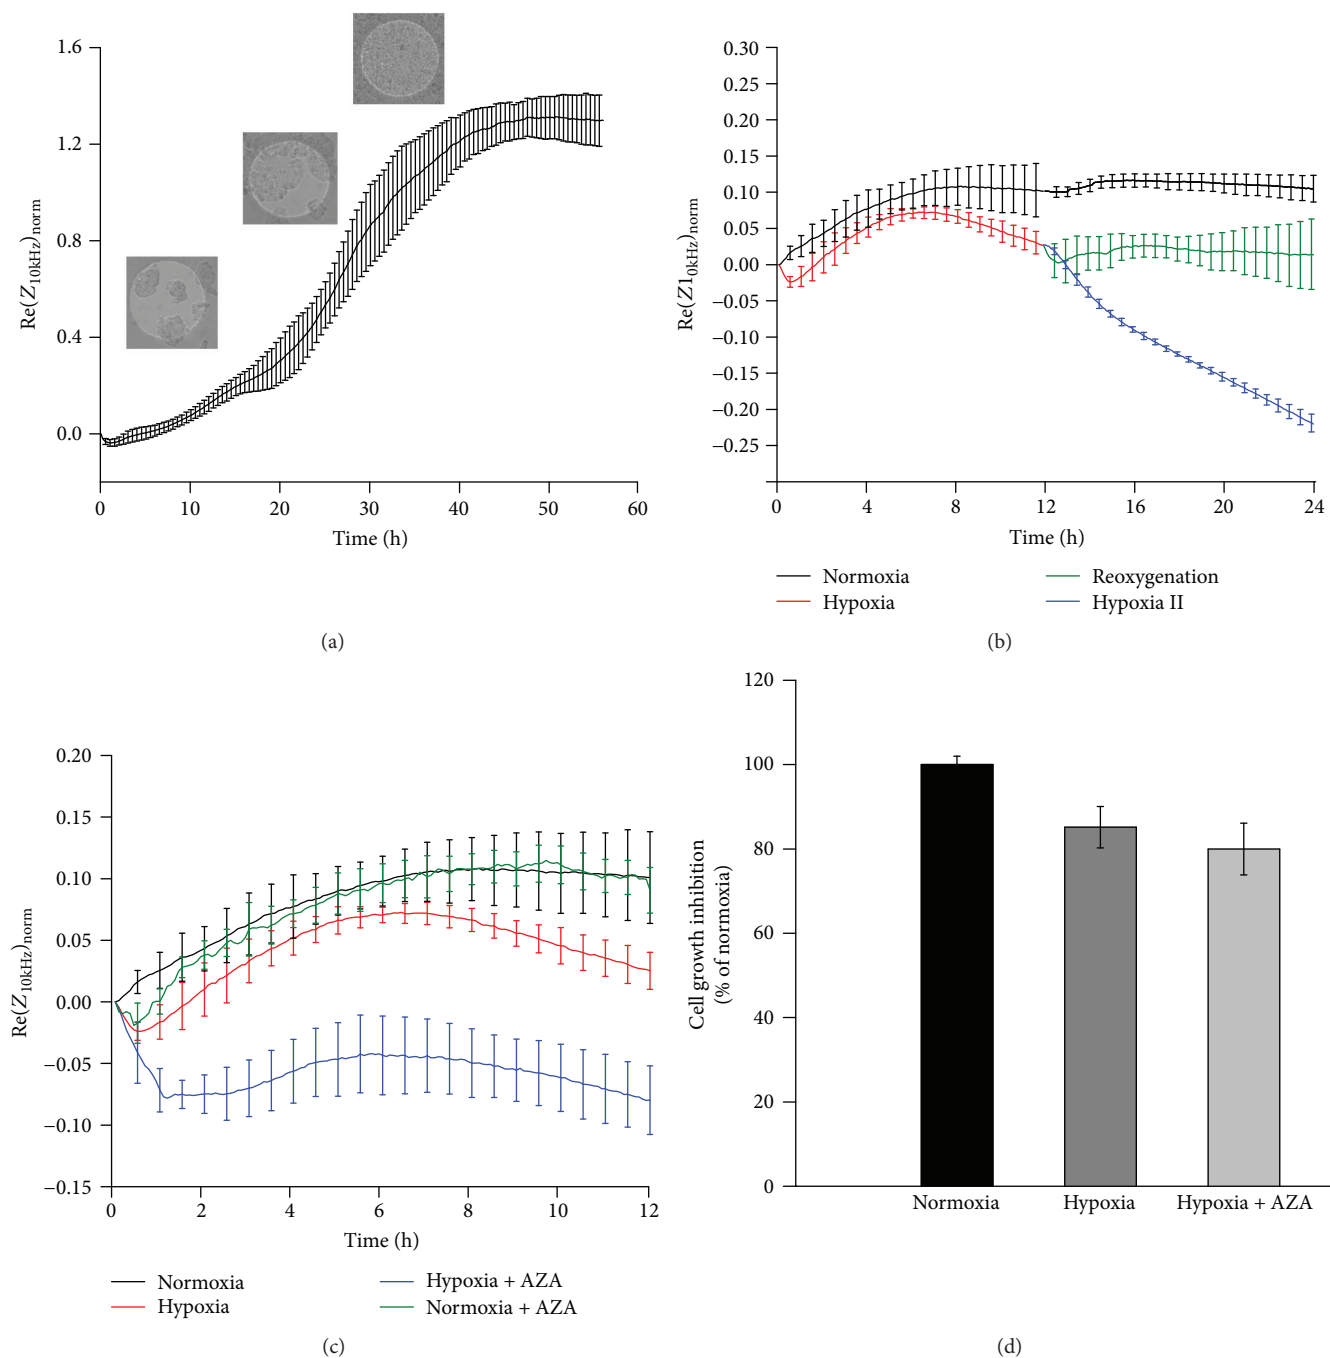 1.6
1.2
0.8
0.4
0.0
Re(Z10kHz)norm
0
10
20
30
40
50
60
Time (h)
(a)
0.30
0.25
0.20
0.15
0.10
0.05
0.00
−0.05
−0.10
−0.15
−0.20
−0.25
Re(Z10kHz)norm
0
4
8
12
16
20
24
Time (h)
Normoxia
Reoxygenation
Hypoxia
Hypoxia II
(b)
0.20
0.15
0.10
0.05
0.00
−0.05
−0.10
−0.15
Re(Z10kHz)norm
0
2
4
6
8
10
12
Time (h)
Normoxia
Hypoxia + AZA
Hypoxia
Normoxia + AZA
(c)
120
100
80
60
40
20
0
Cell growth inhibition
(% of normoxia)
Normoxia
Hypoxia
Hypoxia + AZA
(d)